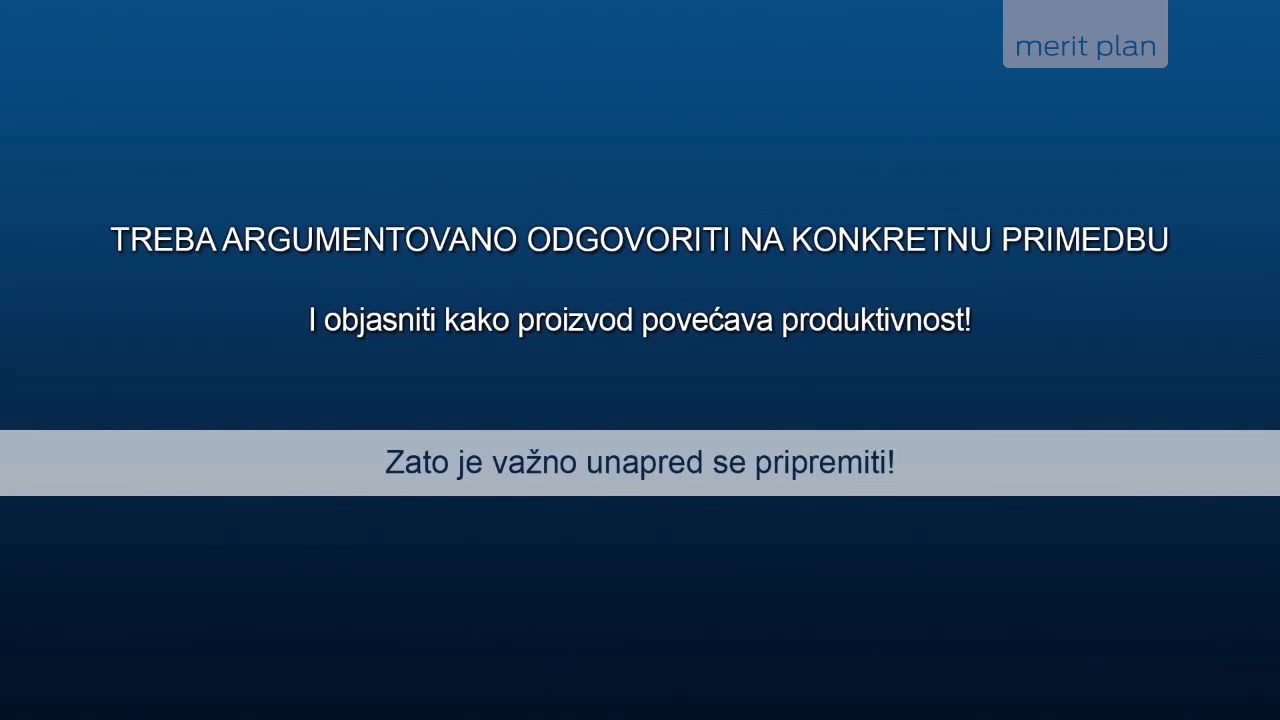 merit plan
TREBA ARGUMENTOVANO ODGOVORITI NA KONKRETNU PRIMEDBU
I objasniti kako proizvod povećava produktivnost!
Zato je važno unapred se pripremiti!